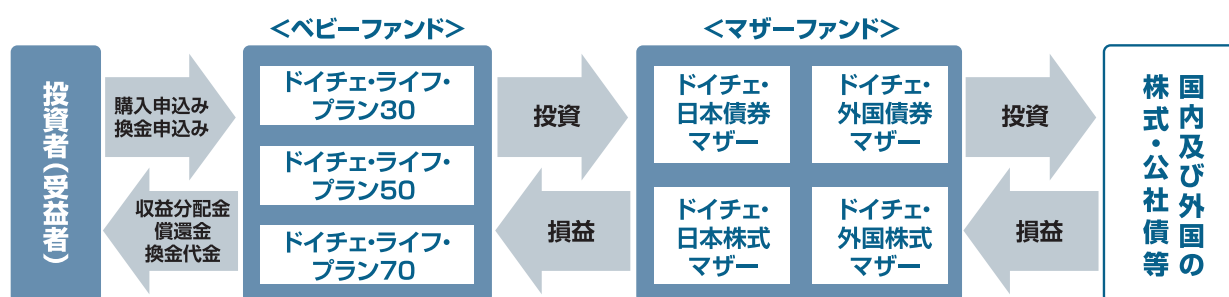 <ベビーファンド>
<マザーファンド>
投資者(受益者)
購入申込み
換金申込み
収益分配金
償還金
換金代金
ドイチェ・ライフ・
プラン30
ドイチェ・ライフ・
プラン50
ドイチェ・ライフ・
プラン70
投資
損益
ドイチェ・
日本債券
マザー
ドイチェ・
外国債券
マザー
ドイチェ・
日本株式
マザー
ドイチェ・
外国株式
マザー
投資
損益
国内及び外国の
株式・公社債等